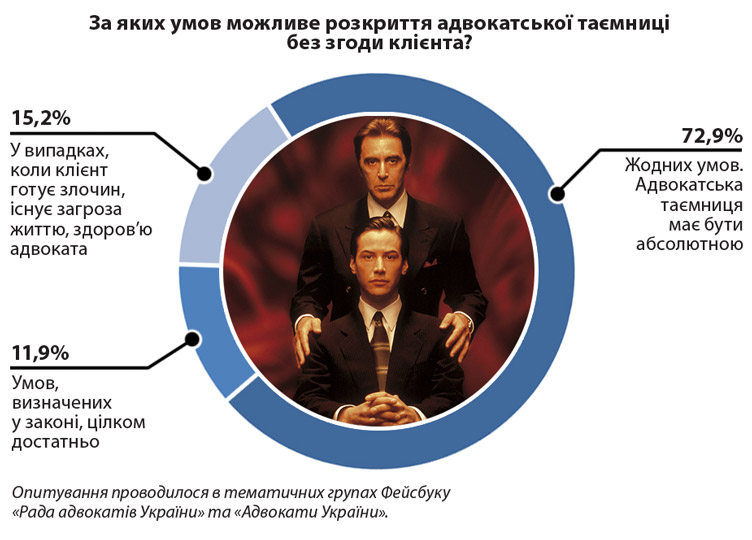 За яких умов можливе розкриття адвокатської таємниці
без згоди клієнта?
15,2%
У випадках,
коли клієнт
готує злочин,
існує загроза
життю, здоров'ю
адвоката
72,9%
Жодних умов.
Адвокатська
таємниця
має бути
абсолютною
11,9%
Умов,
визначених
у законі, цілком
достатньо
Опитування проводилося в тематичних групах Фейсбуку
«Рада адвокатів України» та «Адвокати України».